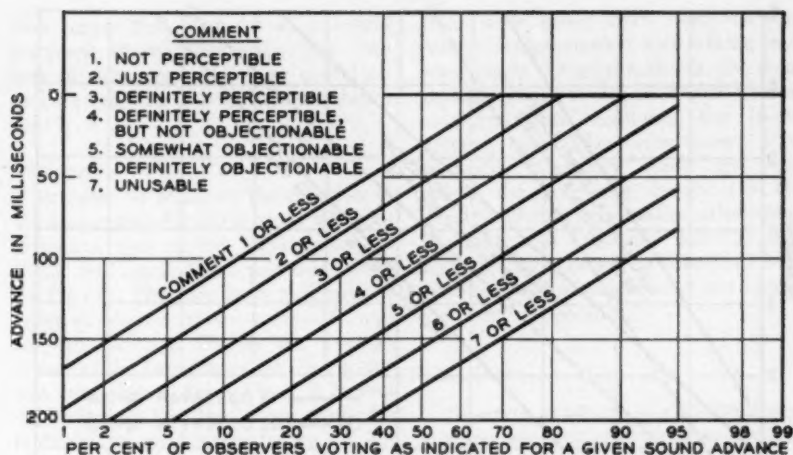 COMMENT
1. NOT PERCEPTIBLE
2. JUST PERCEPTIBLE
3. DEFINITELY PERCEPTIBLE
4. DEFINITELY PERCEPTIBLE,
BUT NOT OBJECTIONABLE
5. SOMEWHAT OBJECTIONABLE
6. DEFINITELY OBJECTIONABLE
7. UNUSABLE
ADVANCE IN MILLISECONDS
0
50
100
150
200
COMMENT 1 OR LESS
2 OR LESS
3 OR LESS
4 OR LESS
5 OR LESS
6 OR LESS
7 OR LESS
1 2 5 10 20 30 40 50 60 70 80 90 95 98 99
PER CENT OF OBSERVERS VOTING AS INDICATED FOR A GIVEN SOUND ADVANCE